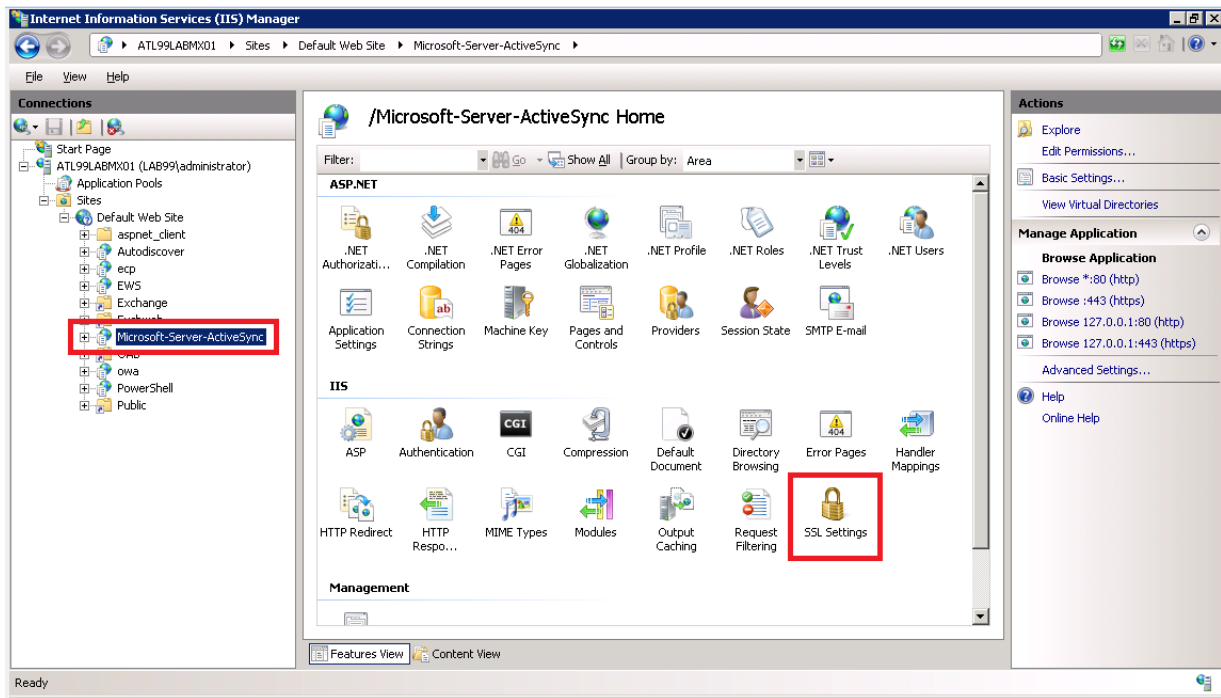 Internet Information Services (IIS) Manager
ATL99LABMX01 Sites Default Web Site Microsoft-Server-ActiveSync
File View Help
Connections
Start Page
ATL99LABMX01 (LAB99\administrator)
Application Pools
Sites
Default Web Site
aspnet_client
Autodiscover
ecp
EWS
Exchange
Microsoft-Server-ActiveSync
OAB
owa
PowerShell
Public
/Microsoft-Server-ActiveSync Home
Filter: Go Show All Group by: Area
ASP.NET
.NET Authorizati...
.NET Compilation
404
.NET Error Pages
.NET Globalization
.NET Profile
.NET Roles
.NET Trust Levels
.NET Users
Application Settings
ab
Connection Strings
Machine Key
Pages and Controls
Providers
Session State
SMTP E-mail
IIS
ASP
Authentication
CGI
CGI
Compression
Default Document
Directory Browsing
404
Error Pages
Handler Mappings
HTTP Redirect
HTTP Respo...
MIME Types
Modules
Output Caching
Request Filtering
SSL Settings
Management
Features View Content View
Actions
Explore
Edit Permissions...
Basic Settings...
View Virtual Directories
Manage Application
Browse Application
Browse *:80 (http)
Browse :443 (https)
Browse 127.0.0.1:80 (http)
Browse 127.0.0.1:443 (https)
Advanced Settings...
Help
Online Help
Ready